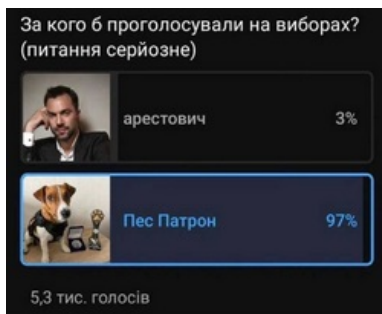 За кого б проголосували на виборах?
(питання серйозне)
арестович 3%
Пес Патрон 97%
5,3 тис. голосів